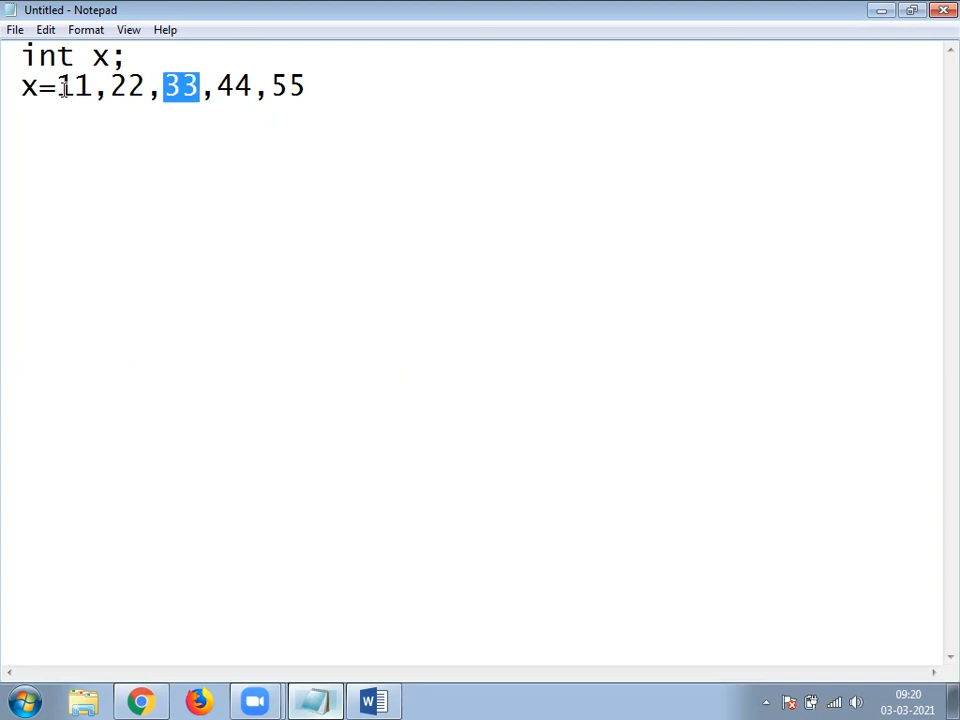 Untitled - Notepad
File Edit Format View Help
int x;
x=11,22,33,44,55
09:20
03-03-2021